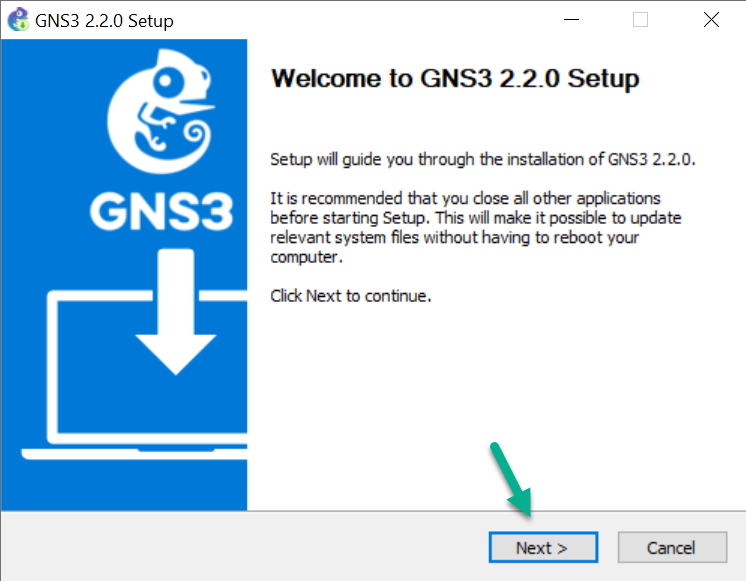 GNS3 2.2.0 Setup
Welcome to GNS3 2.2.0 Setup
GNS3
Setup will guide you through the installation of GNS3 2.2.0.
It is recommended that you close all other applications
before starting Setup. This will make it possible to update
relevant system files without having to reboot your
computer.
Click Next to continue.
Next >
Cancel